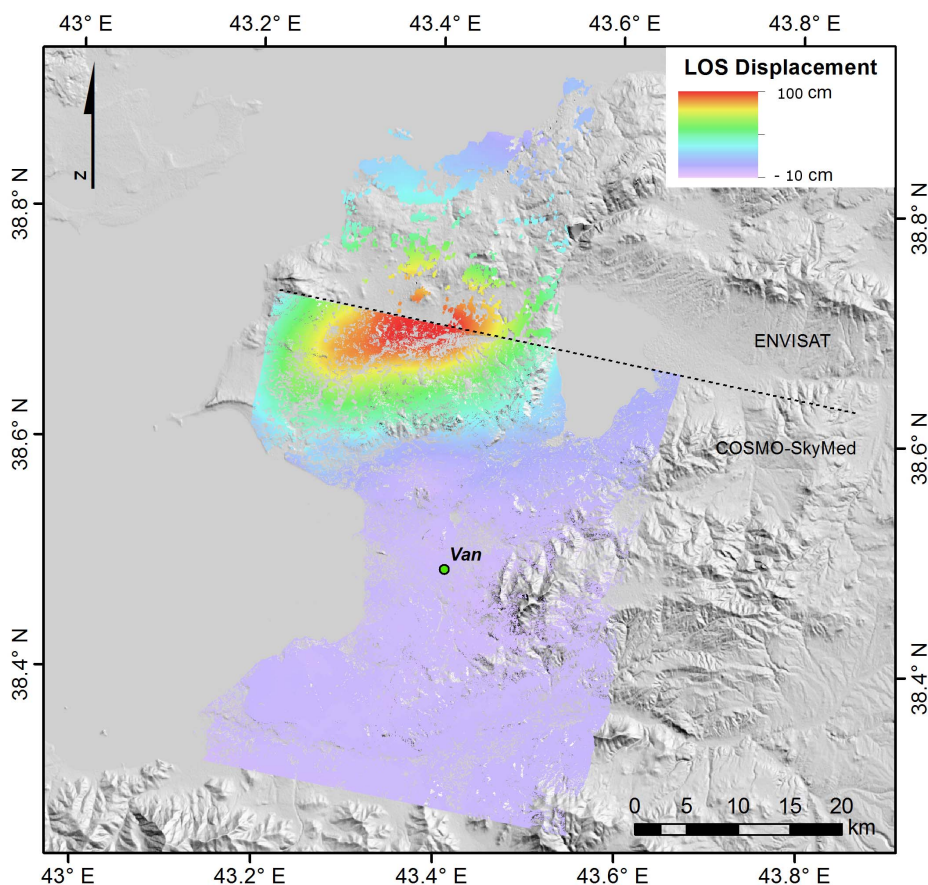 43° E 43.2° E 43.4° E 43.6° E 43.8° E
LOS Displacement
100 cm
- 10 cm
N
38.8° N
38.8° N
ENVISAT
38.6° N
38.6° N
COSMO-SkyMed
Van
38.4° N
38.4° N
0 5 10 15 20
km
43° E 43.2° E 43.4° E 43.6° E 43.8° E